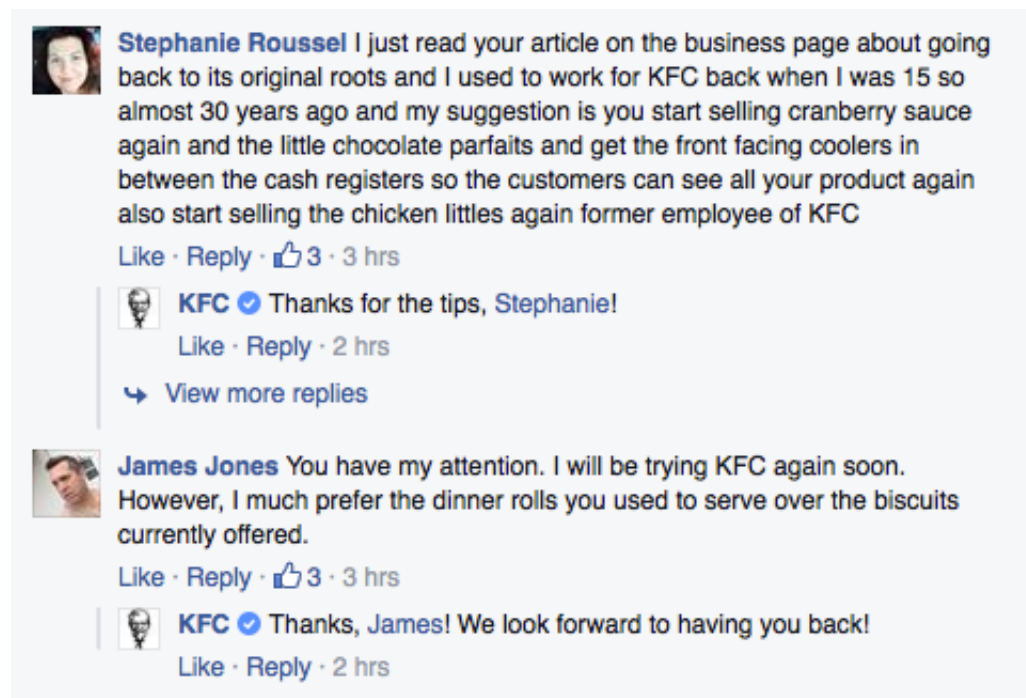 Stephanie Roussel I just read your article on the business page about going
back to its original roots and I used to work for KFC back when I was 15 so
almost 30 years ago and my suggestion is you start selling cranberry sauce
again and the little chocolate parfaits and get the front facing coolers in
between the cash registers so the customers can see all your product again
also start selling the chicken littles again former employee of KFC
Like · Reply · 3 · 3 hrs
KFC Thanks for the tips, Stephanie!
Like · Reply · 2 hrs
View more replies
James Jones You have my attention. I will be trying KFC again soon.
However, I much prefer the dinner rolls you used to serve over the biscuits
currently offered.
Like · Reply · 3 · 3 hrs
KFC Thanks, James! We look forward to having you back!
Like · Reply · 2 hrs